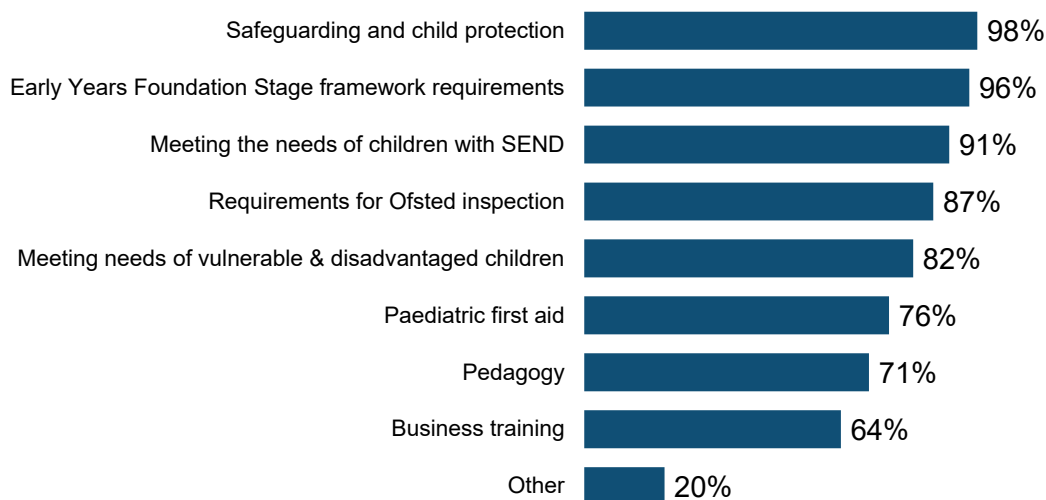 Safeguarding and child protection 98%
Early Years Foundation Stage framework requirements 96%
Meeting the needs of children with SEND 91%
Requirements for Ofsted inspection 87%
Meeting needs of vulnerable & disadvantaged children 82%
Paediatric first aid 76%
Pedagogy 71%
Business training 64%
Other 20%